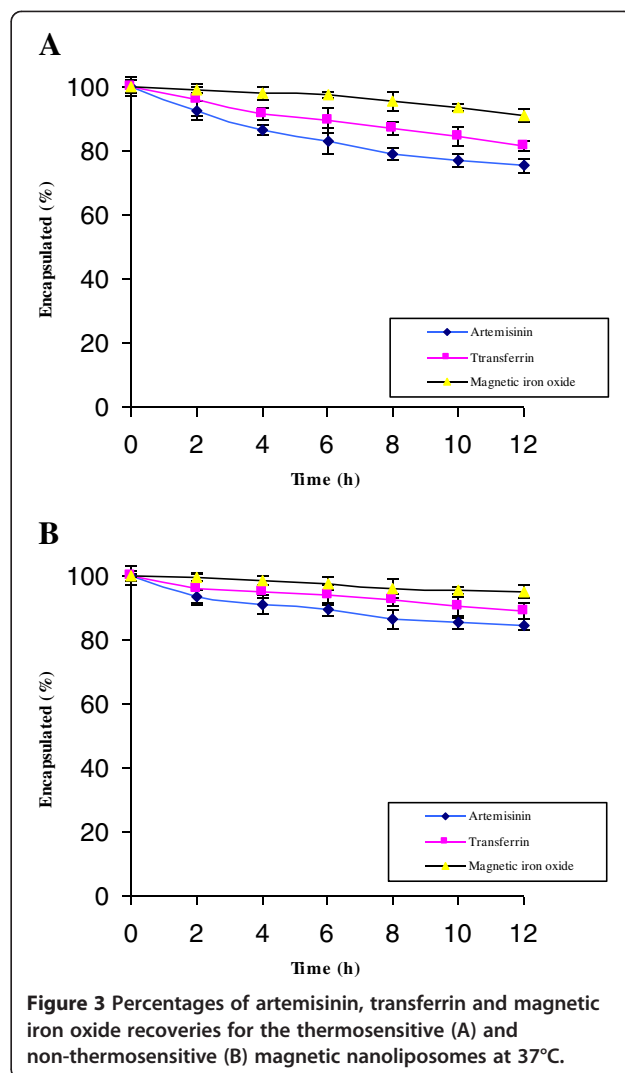 A
100
80
60
40
20
0
Encapsulated (%)
0 2 4 6 8 10 12
Time (h)
Artemisinin
Ttransferrin
Magnetic iron oxide
B
100
80
60
40
20
0
Encapsulated (%)
0 2 4 6 8 10 12
Time (h)
Artemisinin
Transferrin
Magnetic iron oxide
Figure 3 Percentages of artemisinin, transferrin and magnetic
iron oxide recoveries for the thermosensitive (A) and
non-thermosensitive (B) magnetic nanoliposomes at 37°C.